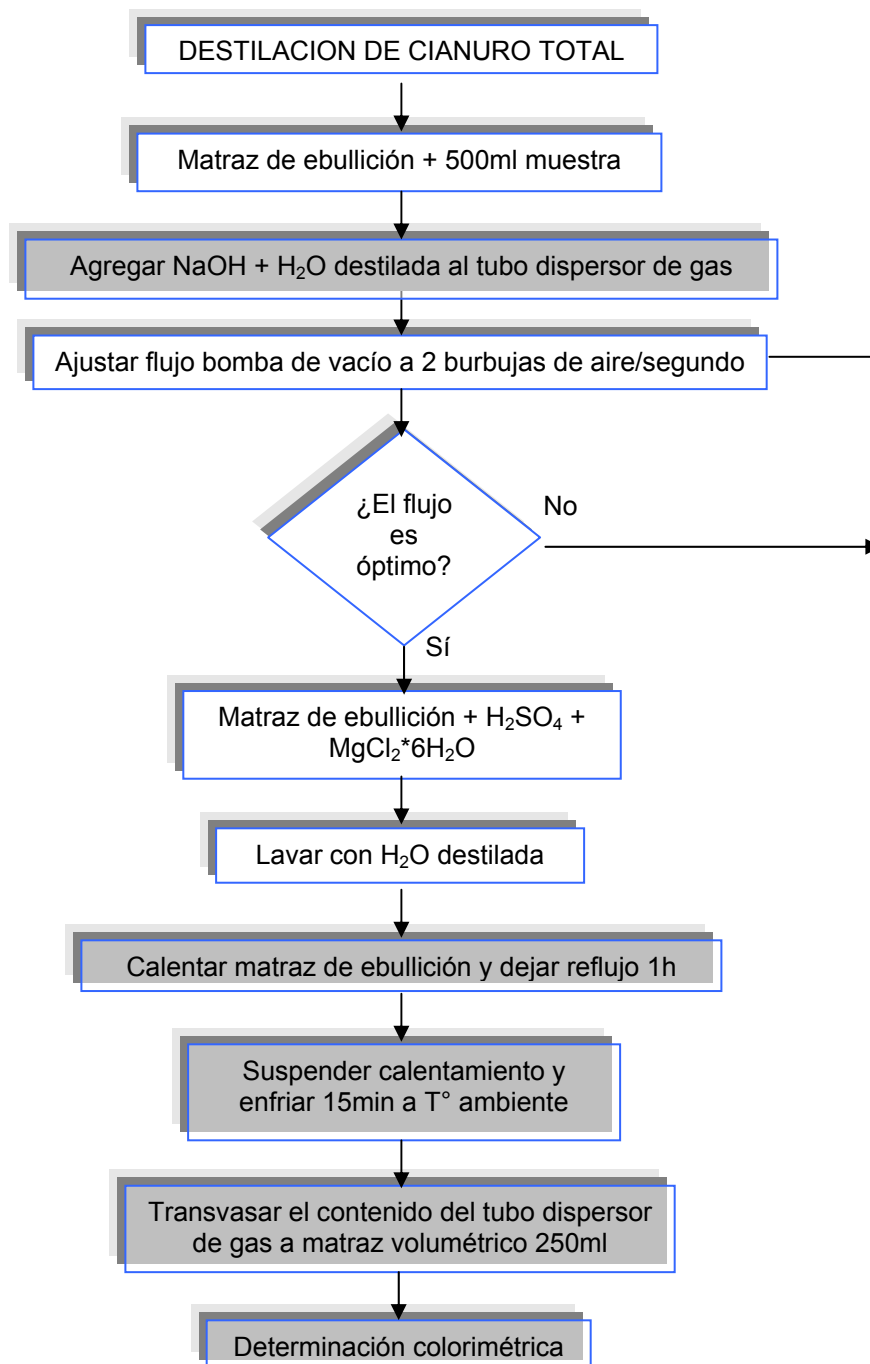 DESTILACION DE CIANURO TOTAL
Matraz de ebullición + 500ml muestra
Agregar NaOH + H₂O destilada al tubo dispersor de gas
Ajustar flujo bomba de vacío a 2 burbujas de aire/segundo
¿El flujo
es
óptimo?
No
Sí
Matraz de ebullición + H₂SO₄ +
MgCl₂*6H₂O
Lavar con H₂O destilada
Calentar matraz de ebullición y dejar reflujo 1h
Suspender calentamiento y
enfriar 15min a T° ambiente
Transvasar el contenido del tubo dispersor
de gas a matraz volumétrico 250ml
Determinación colorimétrica